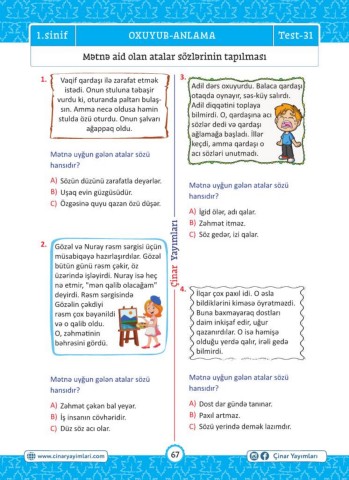 1.sinif
OXUYUB-ANLAMA
Test-31
Mətnə aid olan atalar sözlərinin tapılması
1.
Vaqif qardaşı ilə zarafat etmək
istədi. Onun stuluna təbaşir
vurdu ki, oturanda paltarı bulaş-
sın. Amma necə oldusa həmin
stulda özü oturdu. Onun şalvarı
ağappaq oldu.
Mətnə uyğun gələn atalar sözü
hansıdır?
A) Sözün düzünü zarafatla deyərlər.
B) Uşaq evin güzgüsüdür.
C) Özgəsinə quyu qazan özü düşər.
2.
Gözəl və Nuray rəsm sərgisi üçün
müsabiqəyə hazırlaşırdılar. Gözəl
bütün günü rəsm çəkir, öz
üzərində işləyirdi. Nuray isə heç
nə etmir, "mən qalib olacağam"
deyirdi. Rəsm sərgisində
Gözəlin çəkdiyi
rəsm çox bəyənildi
və o qalib oldu.
O, zəhmətinin
bəhrəsini gördü.
Mətnə uyğun gələn atalar sözü
hansıdır?
A) Zəhmət çəkən bal yeyər.
B) İş insanın cövhəridir.
C) Düz söz acı olar.
Çinar Yayımları
3.
Adil dərs oxuyurdu. Balaca qardaşı
otaqda oynayır, səs-küy salırdı.
Adil diqqətini toplaya
bilmirdi. O, qardaşına acı
sözlər dedi və qardaşı
ağlamağa başladı. İllər
keçdi, amma qardaşı o
acı sözləri unutmadı.
Mətnə uyğun gələn atalar sözü
hansıdır?
A) İgid ölər, adı qalar.
B) Zəhmət itməz.
C) Söz gedər, izi qalar.
4.
İlqar çox paxıl idi. O əsla
bildiklərini kiməsə öyrətməzdi.
Buna baxmayaraq dostları
daim inkişaf edir, uğur
qazanırdılar. O isə həmişə
olduğu yerdə qalır, irəli gedə
bilmirdi.
Mətnə uyğun gələn atalar sözü
hansıdır?
A) Dost dar gündə tanınar.
B) Paxıl artmaz.
C) Sözü yerində demək lazımdır.
www.cinaryayimlari.com
67
Çinar Yayımları